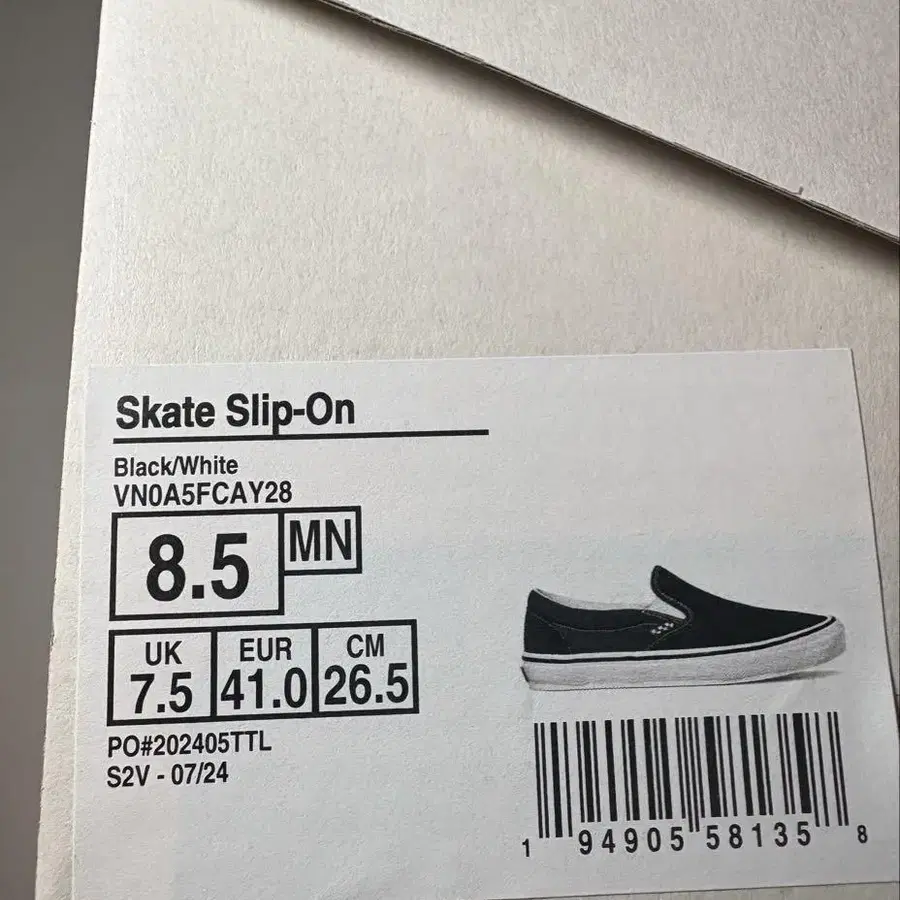 Skate Slip-On
Black/White
VN0A5FCAY28
8.5 MN
UK EUR CM
7.5 41.0 26.5
PO#202405TTL
S2V - 07/24
1 94905 58135 8